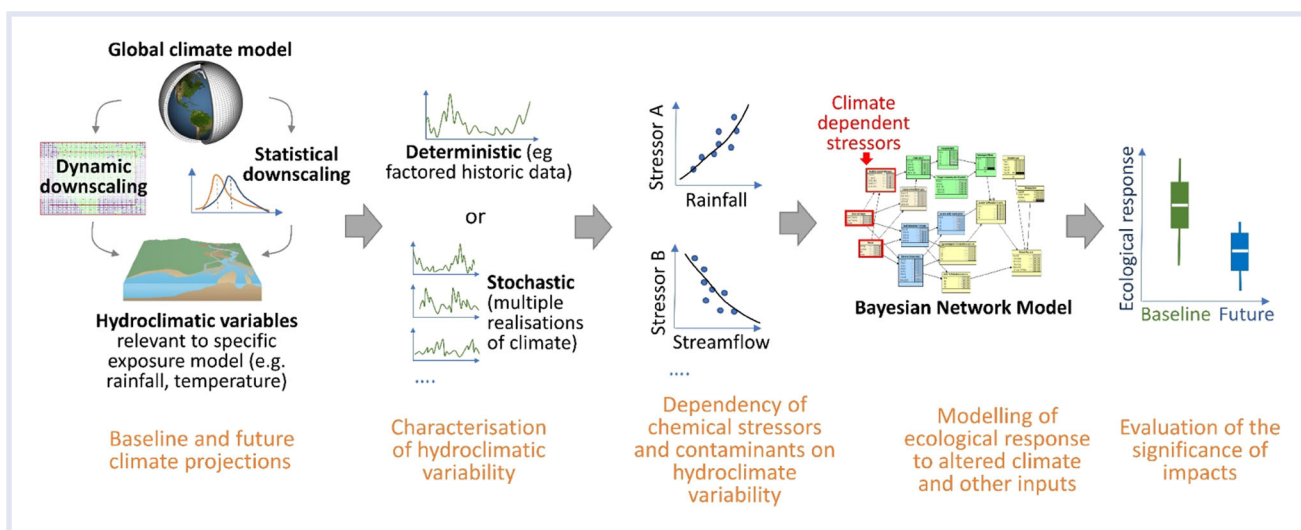 Global climate model
Dynamic
downscaling
Statistical
downscaling
Hydroclimatic variables
relevant to specific
exposure model (e.g.
rainfall, temperature)
Baseline and future
climate projections
Deterministic (eg
factored historic data)
or
Stochastic
(multiple
realisations
of climate)
....
Characterisation
of hydroclimatic
variability
Stressor A
Rainfall
Stressor B
Streamflow
....
Dependency of
chemical stressors
and contaminants on
hydroclimate
variability
Climate
dependent
stressors
Bayesian Network Model
Modelling of
ecological response
to altered climate
and other inputs
Ecological response
Baseline Future
Evaluation of the
significance of
impacts